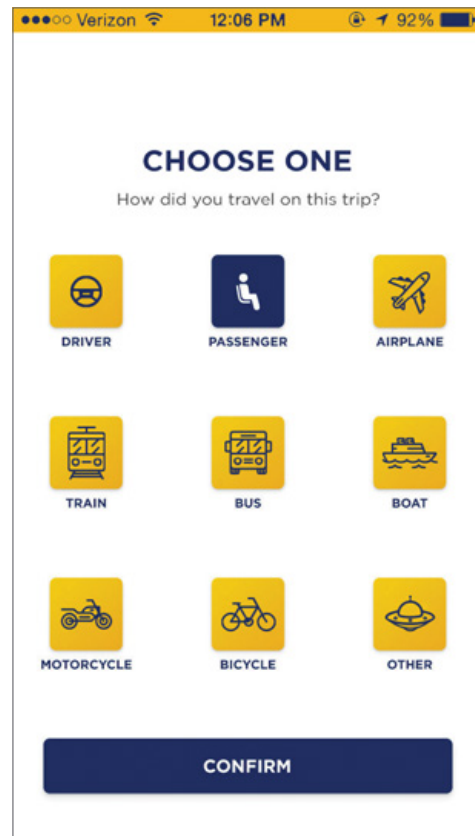 Verizon 12:06 PM 92%
CHOOSE ONE
How did you travel on this trip?
DRIVER PASSENGER AIRPLANE
TRAIN BUS BOAT
MOTORCYCLE BICYCLE OTHER
CONFIRM